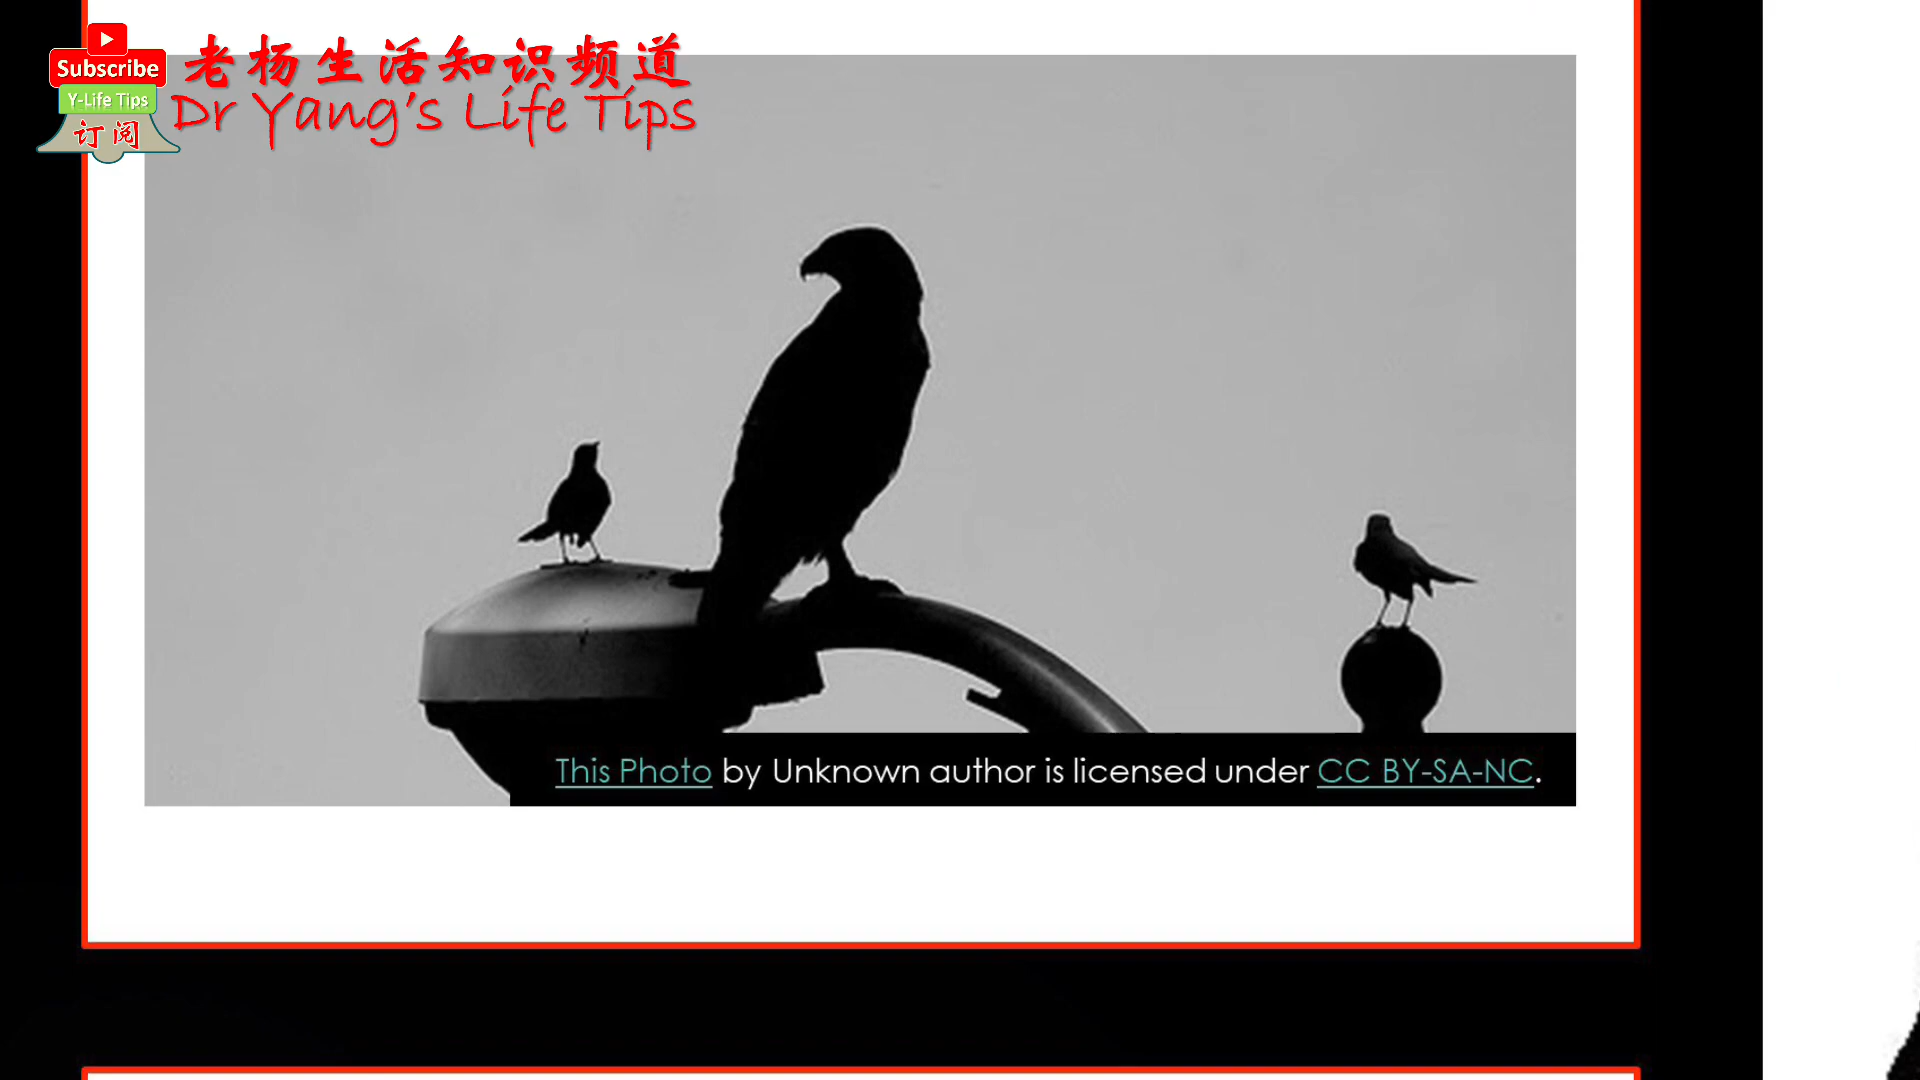 Subscribe
Y-Life Tips
订阅
老杨生活知识频道
Dr Yang's Life Tips
This Photo by Unknown author is licensed under CC BY-SA-NC.